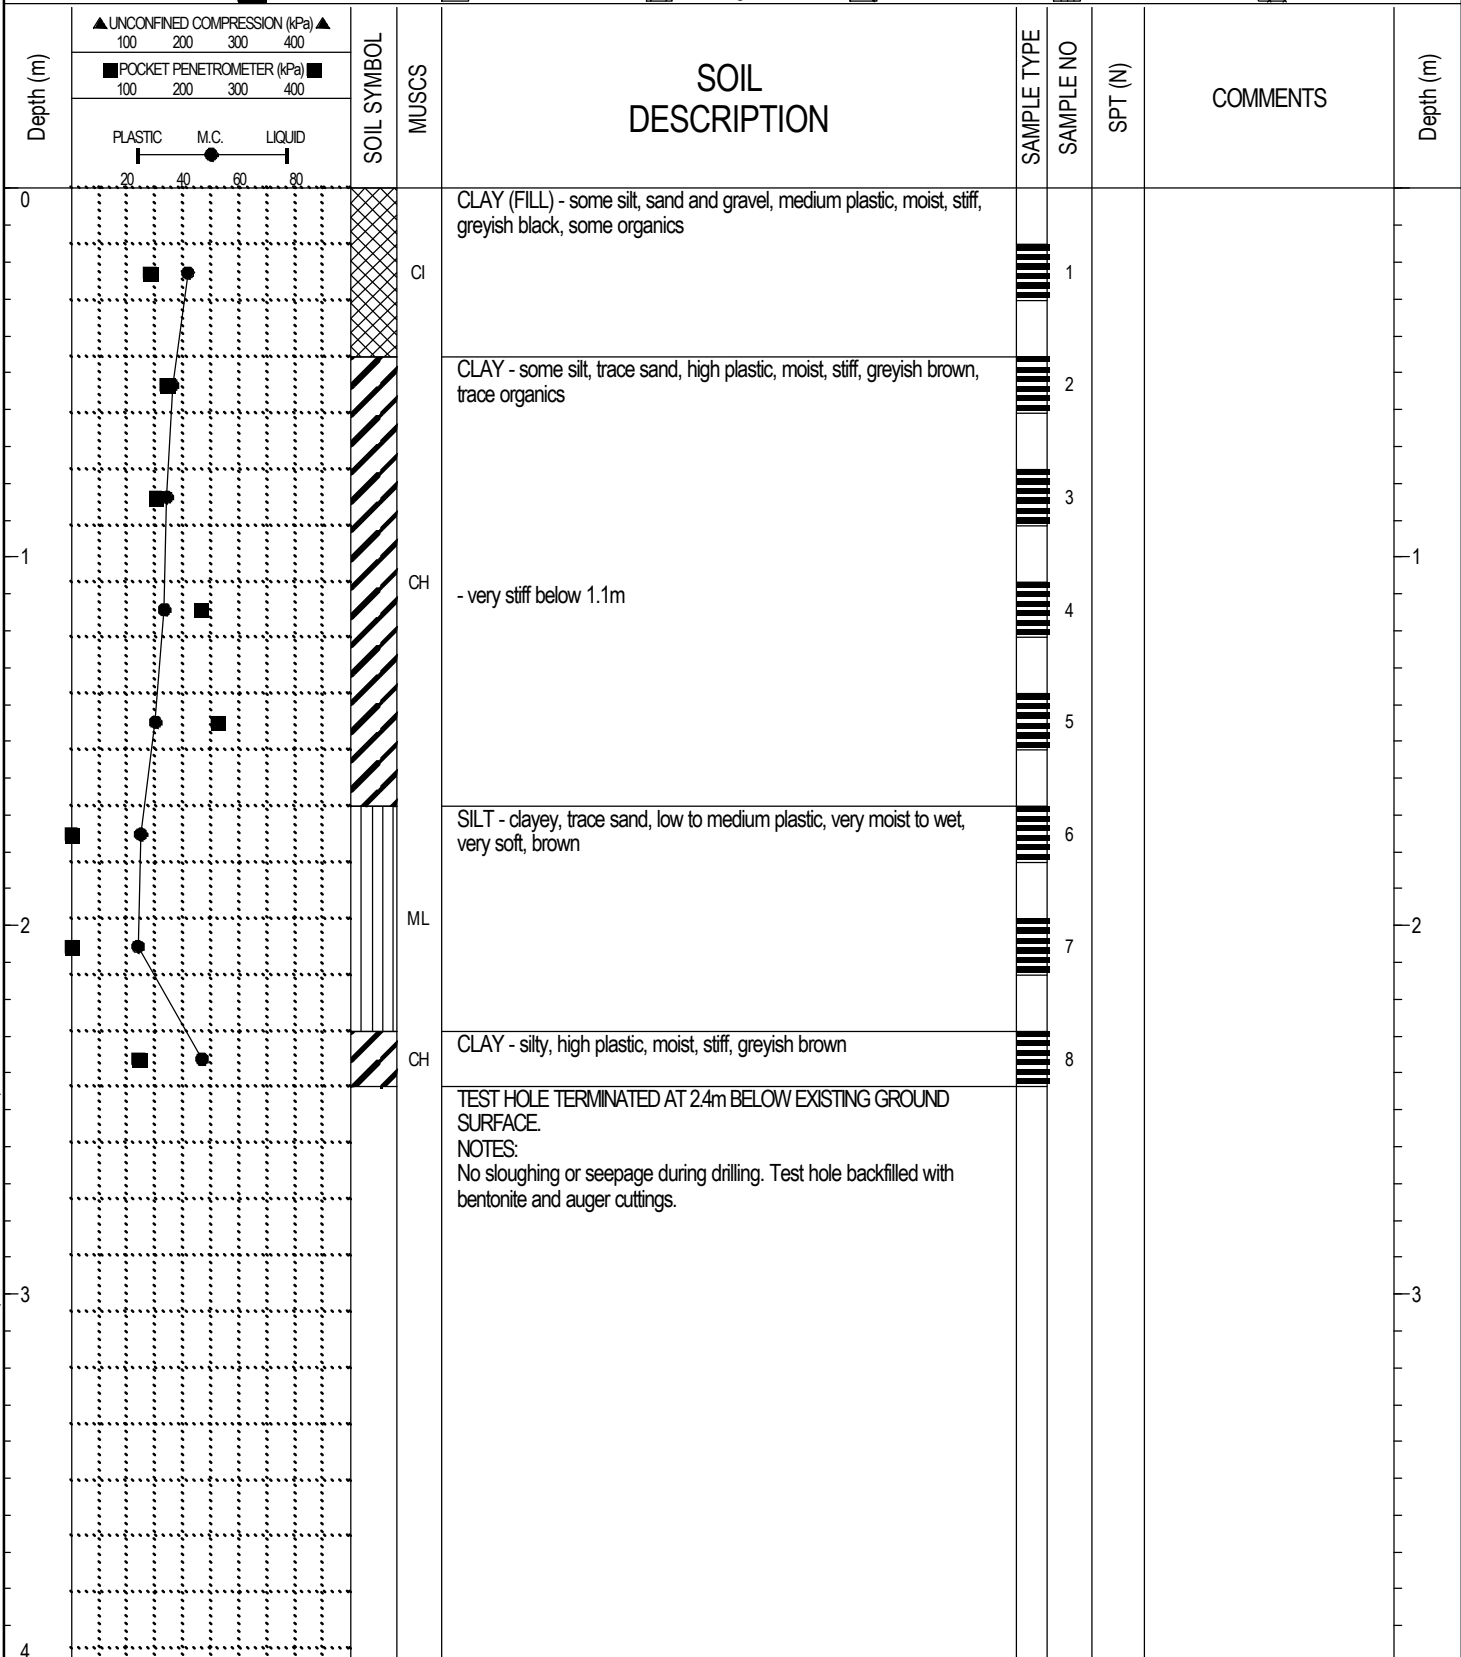 ▲UNCONFINED COMPRESSION (kPa)▲
100 200 300 400
■POCKET PENETROMETER (kPa)■
100 200 300 400
PLASTIC M.C. LIQUID
20 40 60 80
Depth (m)
SOIL SYMBOL
MUSCS
SOIL
DESCRIPTION
SAMPLE TYPE
SAMPLE NO
SPT (N)
COMMENTS
Depth (m)
0
CLAY (FILL) - some silt, sand and gravel, medium plastic, moist, stiff,
greyish black, some organics
CI
1
CLAY - some silt, trace sand, high plastic, moist, stiff, greyish brown,
trace organics
2
3
1
1
CH
- very stiff below 1.1m
4
5
SILT - clayey, trace sand, low to medium plastic, very moist to wet,
very soft, brown
6
ML
2
2
7
CLAY - silty, high plastic, moist, stiff, greyish brown
CH
8
TEST HOLE TERMINATED AT 2.4m BELOW EXISTING GROUND
SURFACE.
NOTES:
No sloughing or seepage during drilling. Test hole backfilled with
bentonite and auger cuttings.
3
3
4